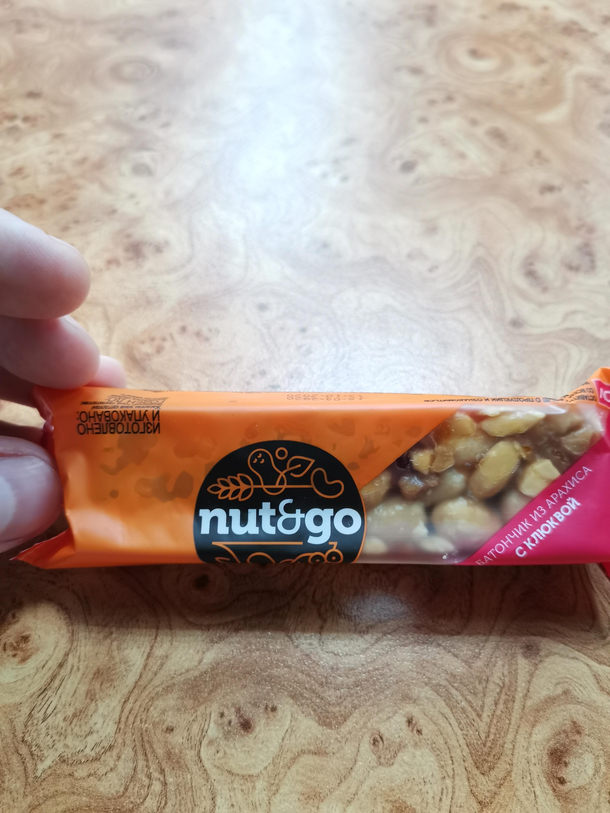 ИЗГОТОВЛЕНО
И УПАКОВАНО:
nut&go
БАТОНЧИК ИЗ АРАХИСА
С КЛЮКВОЙ